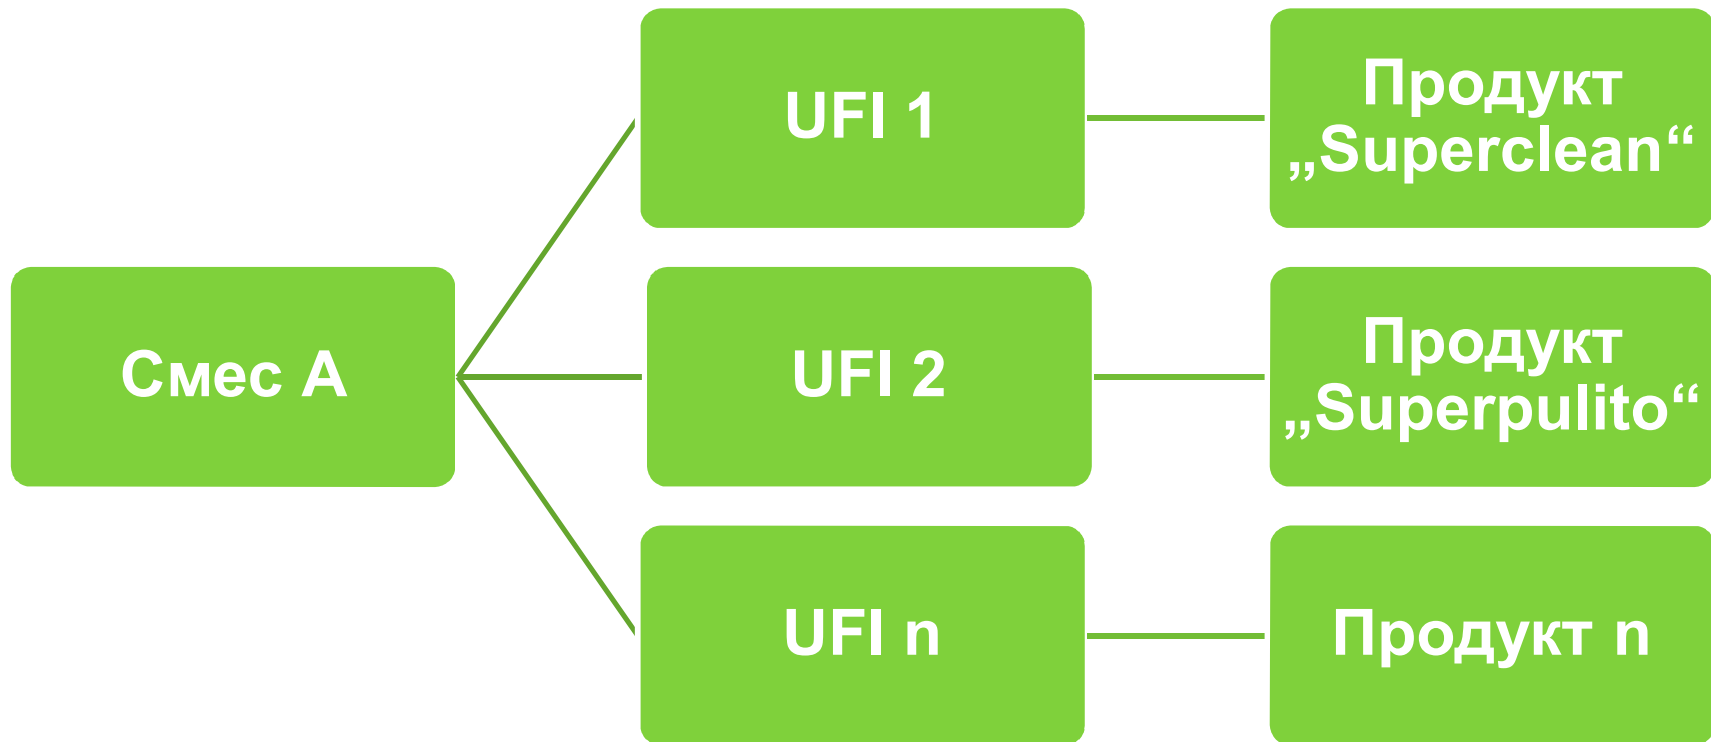 Смес А
UFI 1
Продукт
„Superclean“
UFI 2
Продукт
„Superpulito“
UFI n
Продукт n